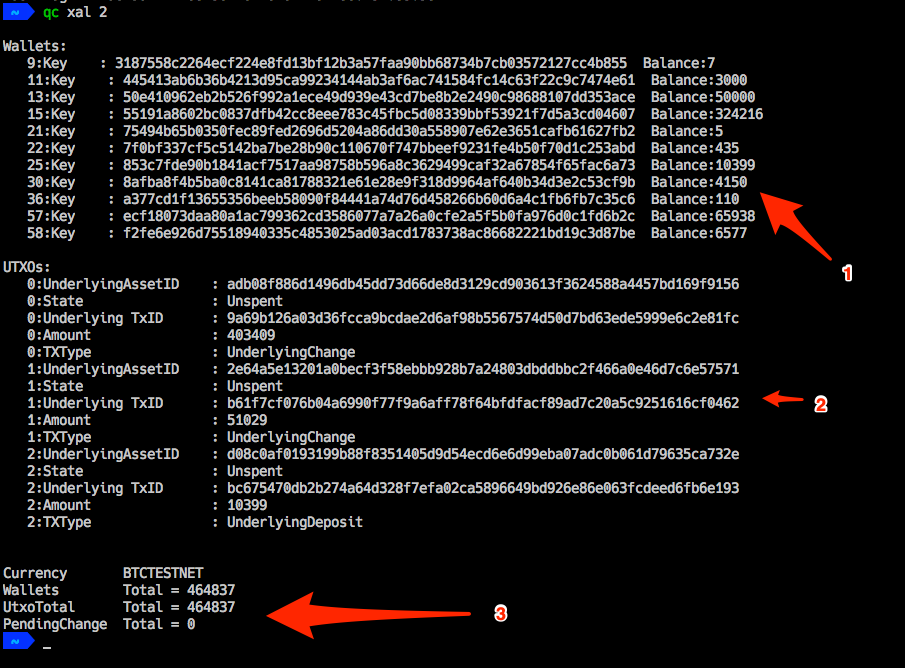 ~ qc xal 2
Wallets:
9:Key : 3187558c2264ecf224e8fd13bf12b3a57faa90bb68734b7cb03572127cc4b855 Balance:7
11:Key : 445413ab6b36b4213d95ca99234144ab3af6ac741584fc14c63f22c9c7474e61 Balance:3000
13:Key : 50e410962eb2b526f992a1ece49d939e43cd7be8b2e2490c98688107dd353ace Balance:50000
15:Key : 55191a8602bc0837dfb42cc8eee783c45fbc5d08339bbf53921f7d5a3cd04607 Balance:324216
21:Key : 75494b65b0350fec89fed2696d5204a86dd30a558907e62e3651cafb61627fb2 Balance:5
22:Key : 7f0bf337cf5c5142ba7be28b90c110670f747bbeef9231fe4b50f70d1c253abd Balance:435
25:Key : 853c7fde90b1841acf7517aa98758b596a8c3629499caf32a67854f65fac6a73 Balance:10399
30:Key : 8afba8f4b5ba0c8141ca81788321e61e28e9f318d9964af640b34d3e2c53cf9b Balance:4150
36:Key : a377cd1f13655356beeb58090f84441a74d76d458266b60d6a4c1fb6fb7c35c6 Balance:110
57:Key : ecf18073daa80a1ac799362cd3586077a7a26a0cfe2a5f5b0fa976d0c1fd6b2c Balance:65938
58:Key : f2fe6e926d75518940335c4853025ad03acd1783738ac86682221bd19c3d87be Balance:6577
1
UTXOs:
0:UnderlyingAssetID : adb08f886d1496db45dd73d66de8d3129cd903613f3624588a4457bd169f9156
0:State : Unspent
0:Underlying TxID : 9a69b126a03d36fcca9bcdae2d6af98b5567574d50d7bd63ede5999e6c2e81fc
0:Amount : 403409
0:TXType : UnderlyingChange
1:UnderlyingAssetID : 2e64a5e13201a0becf3f58ebbb928b7a24803dbddbbc2f466a0e46d7c6e57571
1:State : Unspent
1:Underlying TxID : b61f7cf076b04a6990f77f9a6aff78f64bfdfacf89ad7c20a5c9251616cf0462
2
1:Amount : 51029
1:TXType : UnderlyingChange
2:UnderlyingAssetID : d08c0af0193199b88f8351405d9d54ecd6e6d99eba07adc0b061d79635ca732e
2:State : Unspent
2:Underlying TxID : bc675470db2b274a64d328f7efa02ca5896649bd926e86e063fcdeed6fb6e193
2:Amount : 10399
2:TXType : UnderlyingDeposit
Currency BTCTESTNET
Wallets Total = 464837
UtxoTotal Total = 464837
3
PendingChange Total = 0
~ _